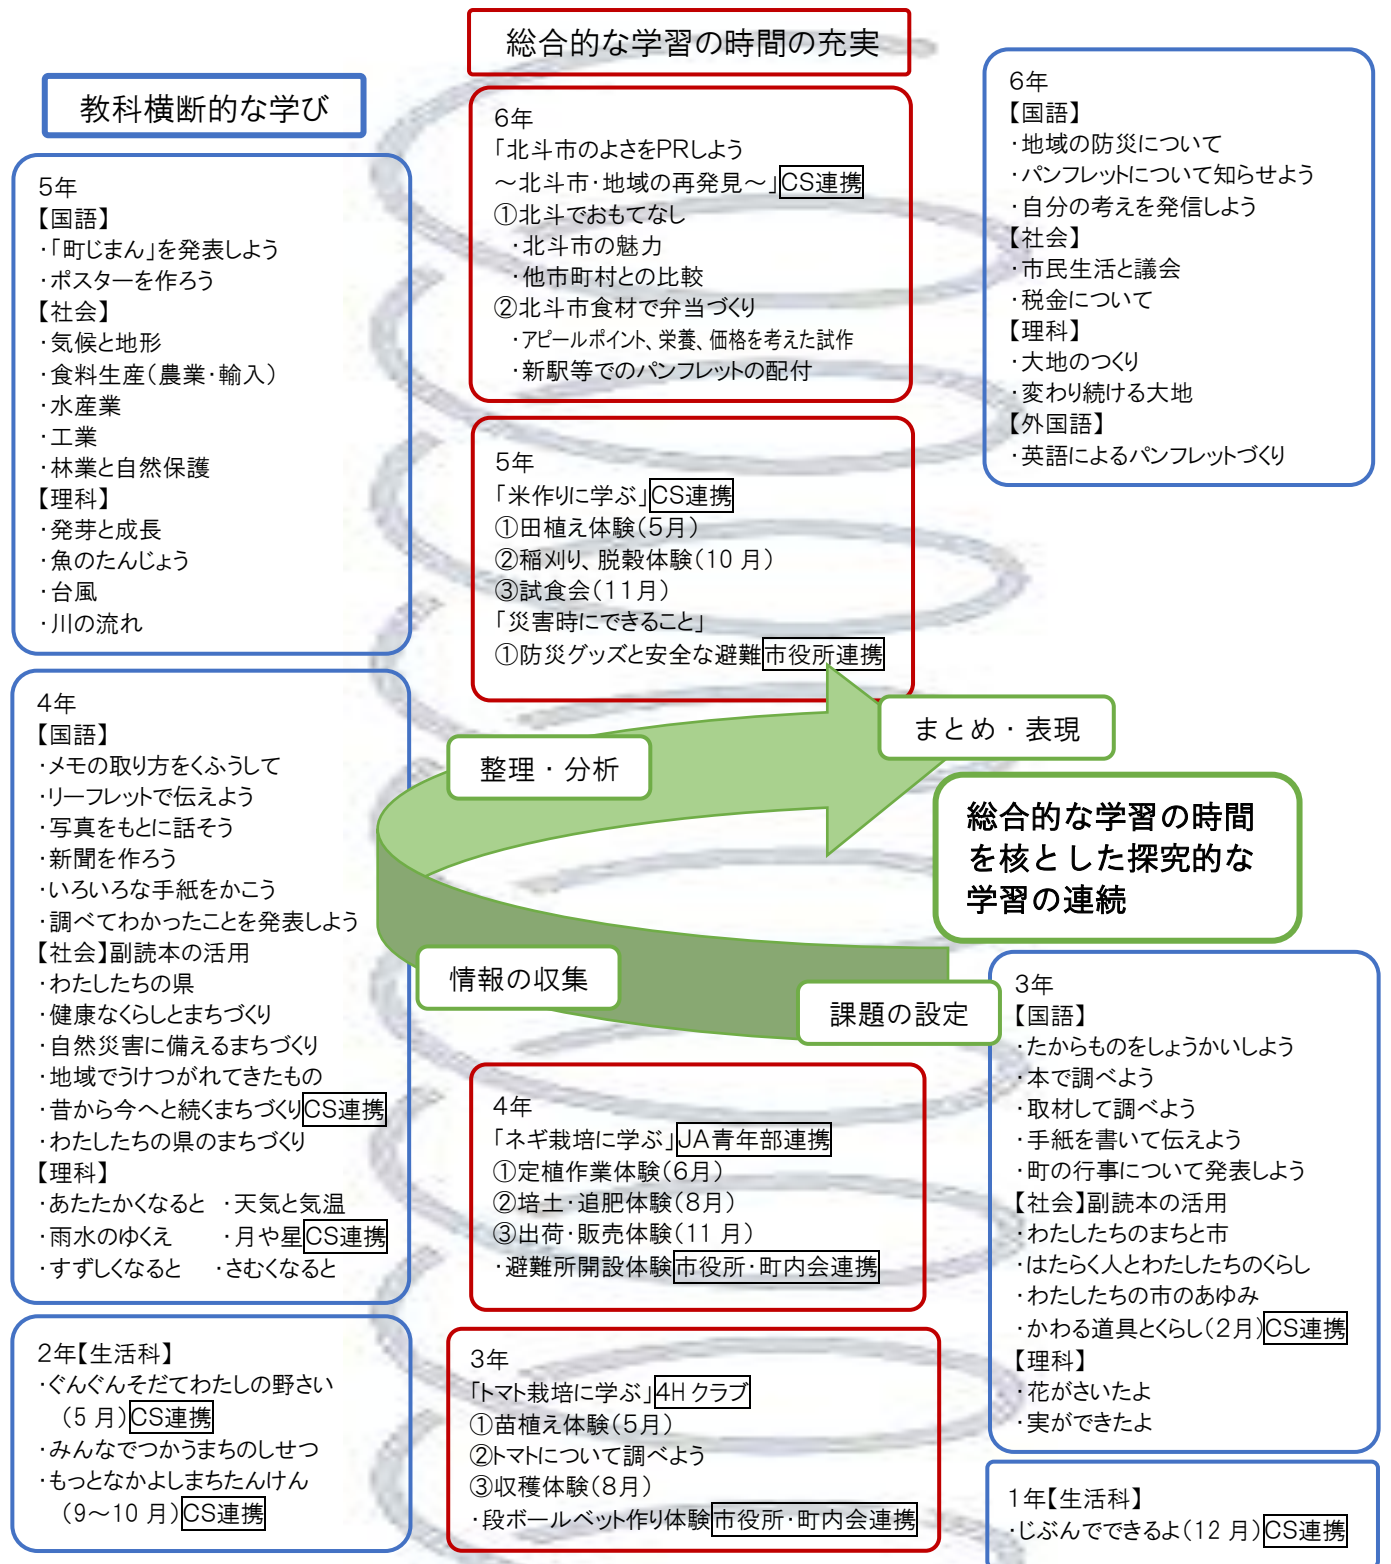 総合的な学習の時間の充実
教科横断的な学び
5年
【国語】
・「町じまん」を発表しよう
・ポスターを作ろう
【社会】
・気候と地形
・食料生産(農業・輸入)
・水産業
・工業
・林業と自然保護
【理科】
・発芽と成長
・魚のたんじょう
・台風
・川の流れ
6年
「北斗市のよさをPRしよう
～北斗市・地域の再発見～」CS連携
①北斗でおもてなし
・北斗市の魅力
・他市町村との比較
②北斗市食材で弁当づくり
・アピールポイント、栄養、価格を考えた試作
・新駅等でのパンフレットの配付
6年
【国語】
・地域の防災について
・パンフレットについて知らせよう
・自分の考えを発信しよう
【社会】
・市民生活と議会
・税金について
【理科】
・大地のつくり
・変わり続ける大地
【外国語】
・英語によるパンフレットづくり
5年
「米作りに学ぶ」CS連携
①田植え体験(5月)
②稲刈り、脱穀体験(10月)
③試食会(11月)
「災害時にできること」
①防災グッズと安全な避難市役所連携
4年
【国語】
・メモの取り方をくふうして
・リーフレットで伝えよう
・写真をもとに話そう
・新聞を作ろう
・いろいろな手紙をかこう
・調べてわかったことを発表しよう
【社会】副読本の活用
・わたしたちの県
・健康なくらしとまちづくり
・自然災害に備えるまちづくり
・地域でうけつがれてきたもの
・昔から今へと続くまちづくりCS連携
・わたしたちの県のまちづくり
【理科】
・あたたかくなると ・天気と気温
・雨水のゆくえ ・月や星CS連携
・すずしくなると ・さむくなると
まとめ・表現
整理・分析
総合的な学習の時間
を核とした探究的な
学習の連続
情報の収集
課題の設定
4年
「ネギ栽培に学ぶ」JA青年部連携
①定植作業体験(6月)
②培土・追肥体験(8月)
③出荷・販売体験(11月)
・避難所開設体験市役所・町内会連携
3年
【国語】
・たからものをしょうかいしよう
・本で調べよう
・取材して調べよう
・手紙を書いて伝えよう
・町の行事について発表しよう
【社会】副読本の活用
・わたしたちのまちと市
・はたらく人とわたしたちのくらし
・わたしたちの市のあゆみ
・かわる道具とくらし(2月)CS連携
【理科】
・花がさいたよ
・実ができたよ
2年【生活科】
・ぐんぐんそだてわたしの野さい
(5月)CS連携
・みんなでつかうまちのしせつ
・もっとなかよしまちたんけん
(9～10月)CS連携
3年
「トマト栽培に学ぶ」4Hクラブ
①苗植え体験(5月)
②トマトについて調べよう
③収穫体験(8月)
・段ボールベット作り体験市役所・町内会連携
1年【生活科】
・じぶんでできるよ(12月)CS連携